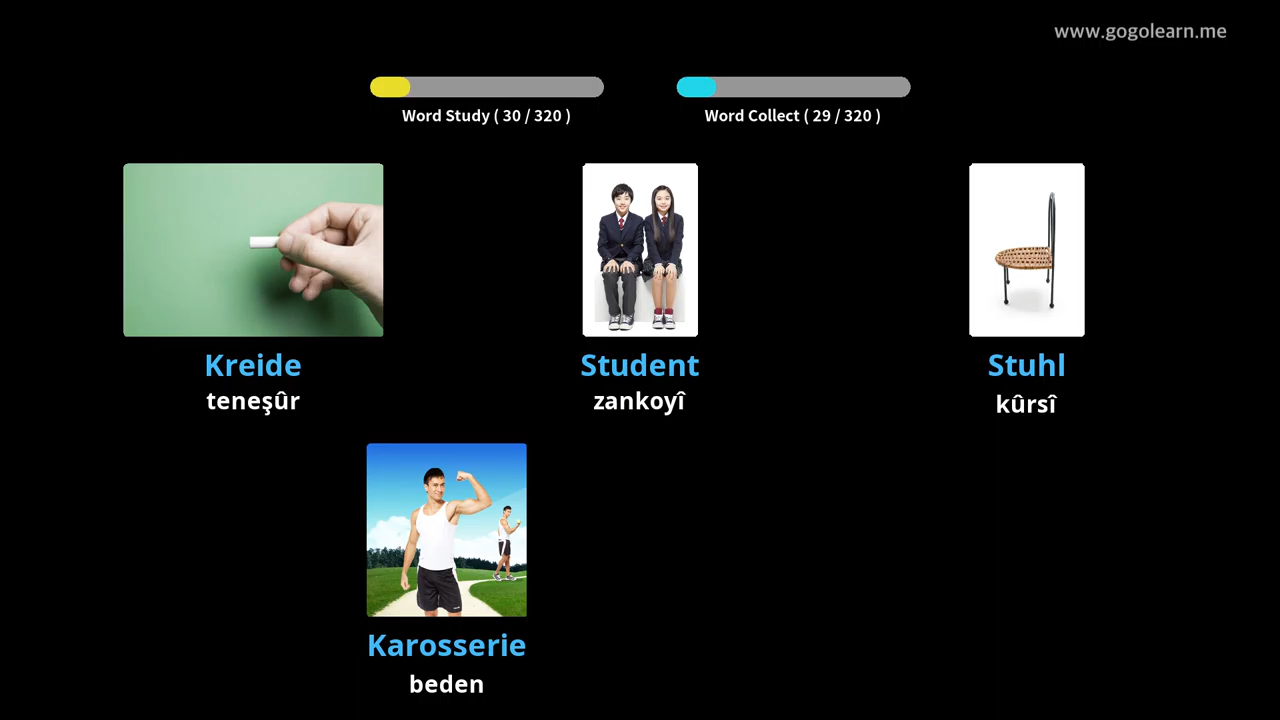 www.gogolearn.me
Word Study ( 30 / 320 )
Word Collect ( 29 / 320 )
Kreide
teneşûr
Student
zankoyî
Stuhl
kûrsî
Karosserie
beden